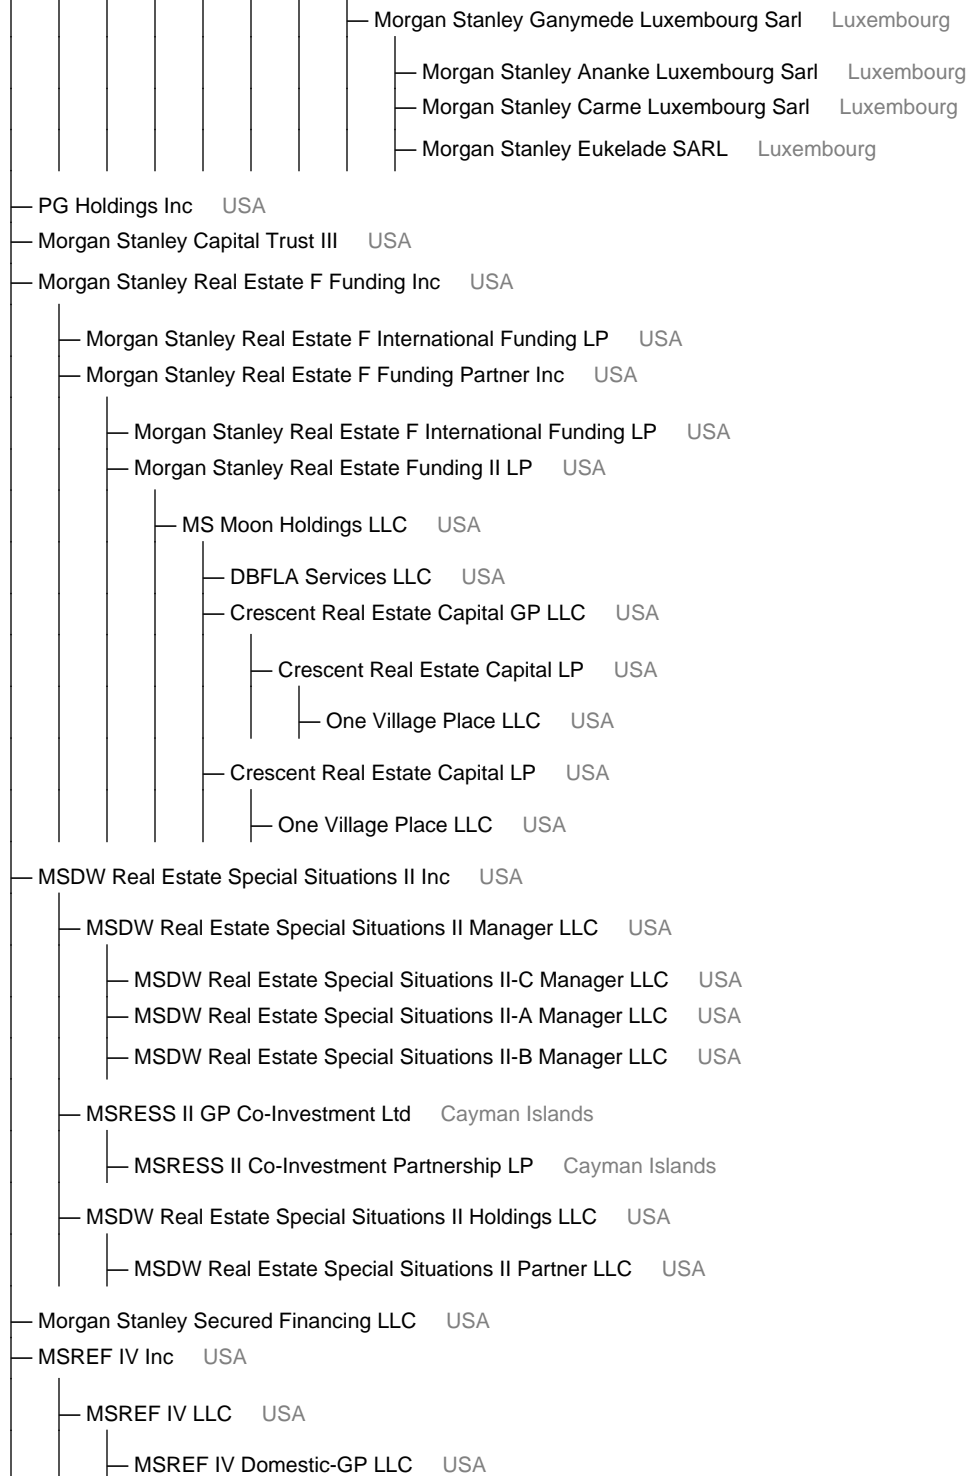 Morgan Stanley Ganymede Luxembourg Sarl Luxembourg
Morgan Stanley Ananke Luxembourg Sarl Luxembourg
Morgan Stanley Carme Luxembourg Sarl Luxembourg
Morgan Stanley Eukelade SARL Luxembourg
PG Holdings Inc USA
Morgan Stanley Capital Trust III USA
Morgan Stanley Real Estate F Funding Inc USA
Morgan Stanley Real Estate F International Funding LP USA
Morgan Stanley Real Estate F Funding Partner Inc USA
Morgan Stanley Real Estate F International Funding LP USA
Morgan Stanley Real Estate Funding II LP USA
MS Moon Holdings LLC USA
DBFLA Services LLC USA
Crescent Real Estate Capital GP LLC USA
Crescent Real Estate Capital LP USA
One Village Place LLC USA
Crescent Real Estate Capital LP USA
One Village Place LLC USA
MSDW Real Estate Special Situations II Inc USA
MSDW Real Estate Special Situations II Manager LLC USA
MSDW Real Estate Special Situations II-C Manager LLC USA
MSDW Real Estate Special Situations II-A Manager LLC USA
MSDW Real Estate Special Situations II-B Manager LLC USA
MSRESS II GP Co-Investment Ltd Cayman Islands
MSRESS II Co-Investment Partnership LP Cayman Islands
MSDW Real Estate Special Situations II Holdings LLC USA
MSDW Real Estate Special Situations II Partner LLC USA
Morgan Stanley Secured Financing LLC USA
MSREF IV Inc USA
MSREF IV LLC USA
MSREF IV Domestic-GP LLC USA